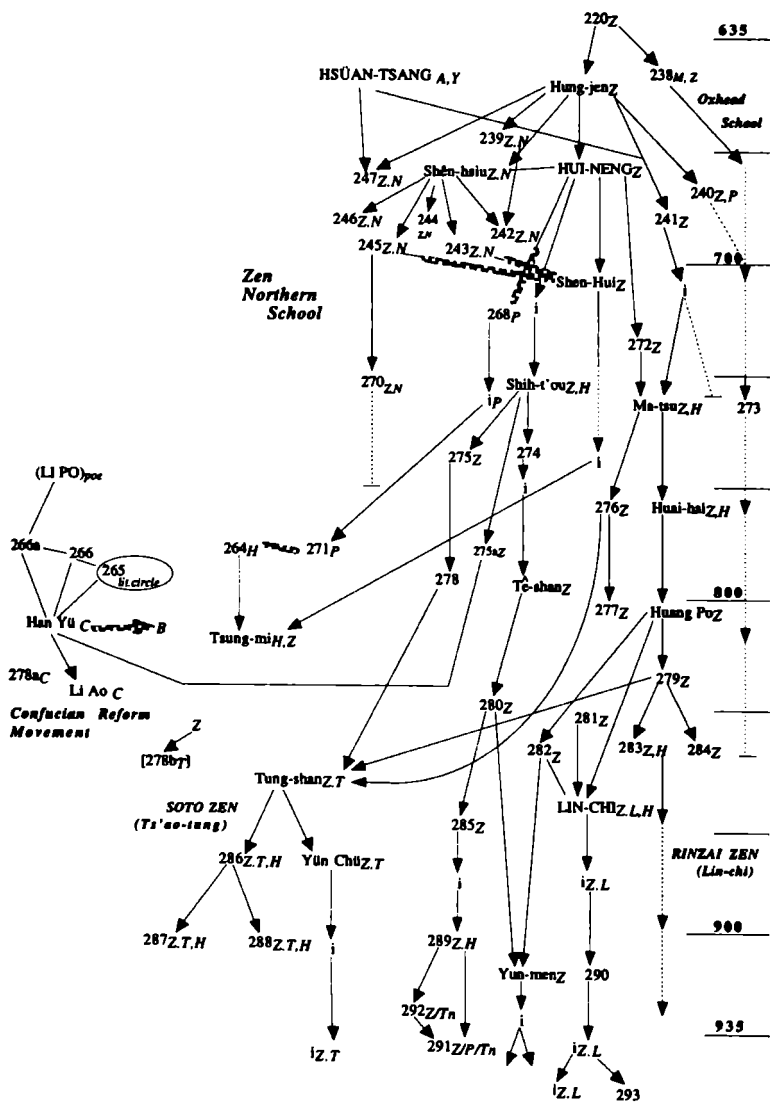 220Z
635
HSÜAN-TSANG A,Y
238M,Z
Hung-jenZ
Oxhead
School
239Z,N
247Z,N
Shên-hsiuZ,N
HUI-NENGZ
240Z,P
246Z,N
244
Z,N
242Z,N
241Z
245Z,N
243Z,N
700
Zen
Northern
School
Shen-HuiZ
i
i
268P
272Z
270Z,N
Shih-t'ouZ,H
iP
Ma-tsuZ,H
273
275Z
274
(LI PO)poe
i
i
276Z
Huai-haiZ,H
266a
266
265
lit.circle
264H
271P
275aZ
278
Tê-shanZ
277Z
800
Huang PoZ
Han Yü C
B
Tsung-miH,Z
278aC
Li Ao C
279Z
Confucian Reform
Movement
Z
280Z
281Z
[278bT]
282Z
283Z,H
284Z
Tung-shanZ,T
SOTO ZEN
(Ts'ao-tung)
LIN-CHIZ,L,H
285Z
286Z,T,H
Yün ChüZ,T
RINZAI ZEN
(Lin-chi)
i
iZ,L
287Z,T,H
288Z,T,H
i
289Z,H
900
Yun-menZ
290
292Z/Tn
i
935
iZ,T
291Z/P/Tn
iZ,L
iZ,L
293